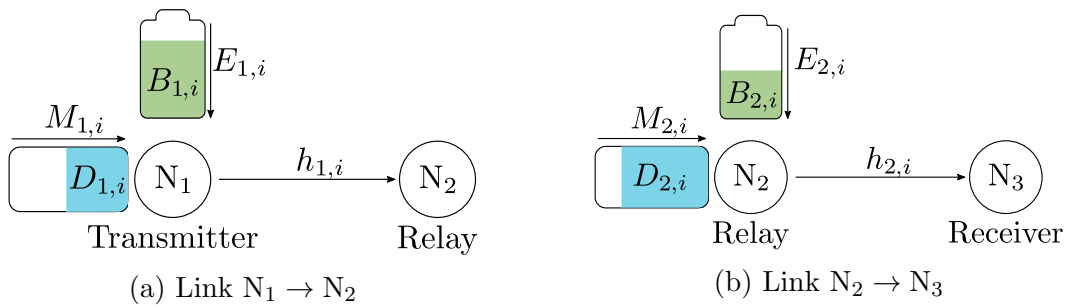 B₁,ᵢ
E₁,ᵢ
M₁,ᵢ
D₁,ᵢ
N₁
h₁,ᵢ
N₂
Transmitter
Relay
(a) Link N₁ → N₂
B₂,ᵢ
E₂,ᵢ
M₂,ᵢ
D₂,ᵢ
N₂
h₂,ᵢ
N₃
Relay
Receiver
(b) Link N₂ → N₃